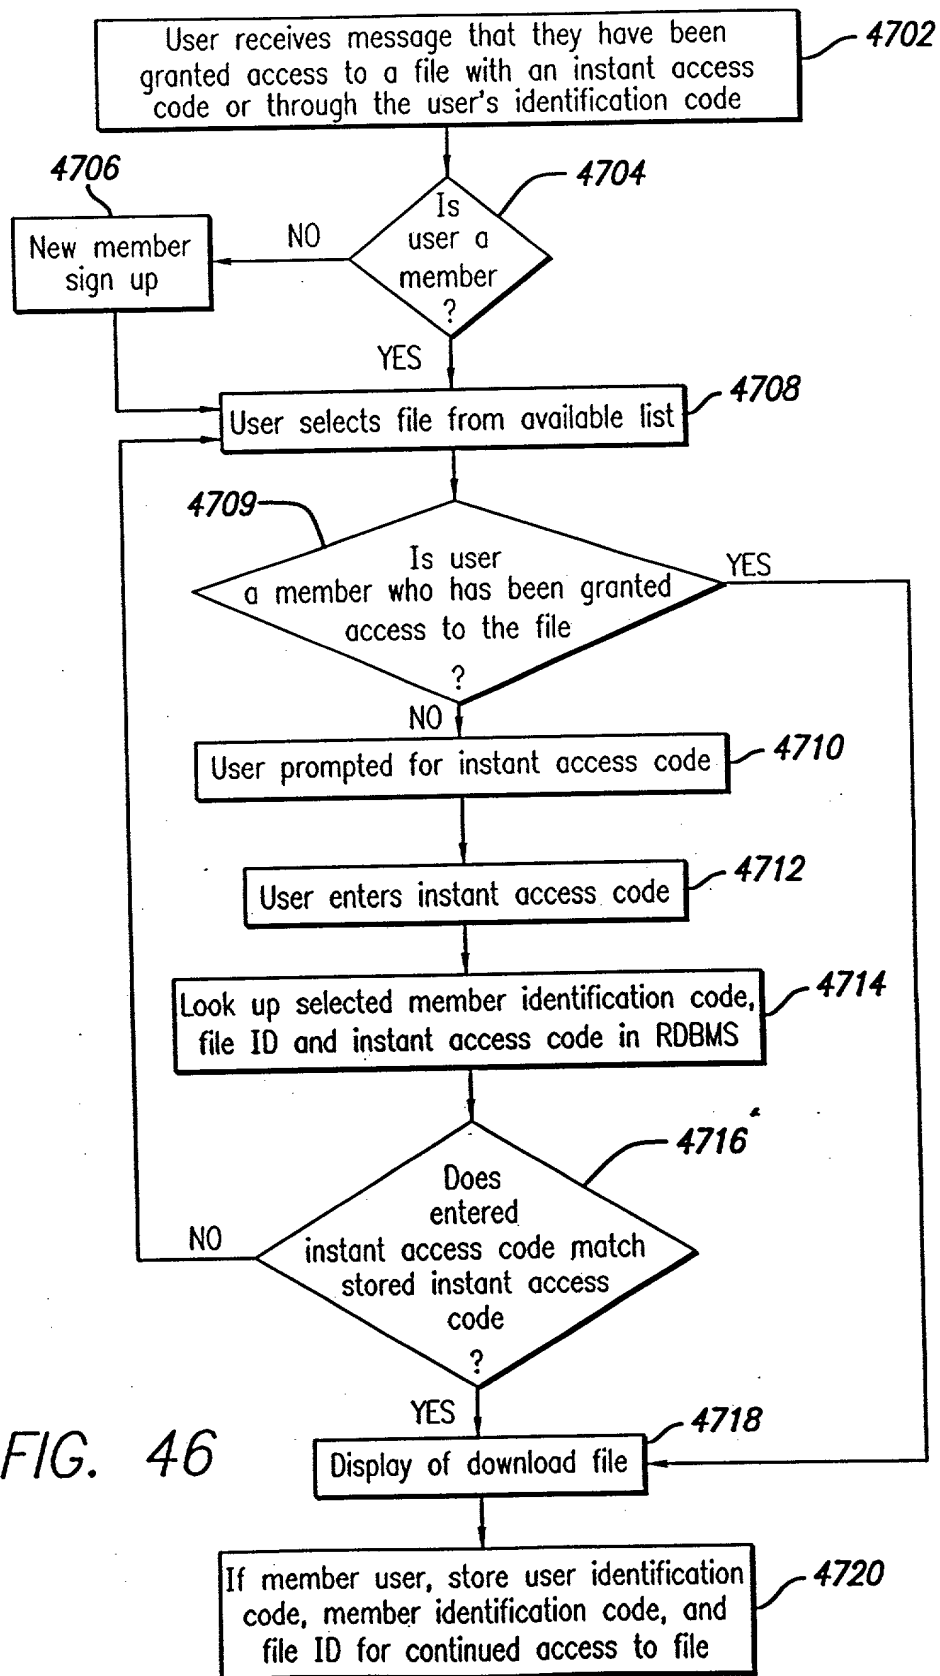 User receives message that they have been
granted access to a file with an instant access
code or through the user's identification code
4702
4706
4704
Is
user a
member
?
NO
New member
sign up
YES
4708
User selects file from available list
4709
Is user
a member who has been granted
access to the file
?
YES
NO
4710
User prompted for instant access code
4712
User enters instant access code
4714
Look up selected member identification code,
file ID and instant access code in RDBMS
4716
Does
entered
instant access code match
stored instant access
code
?
NO
YES
4718
Display of download file
FIG. 46
4720
If member user, store user identification
code, member identification code, and
file ID for continued access to file